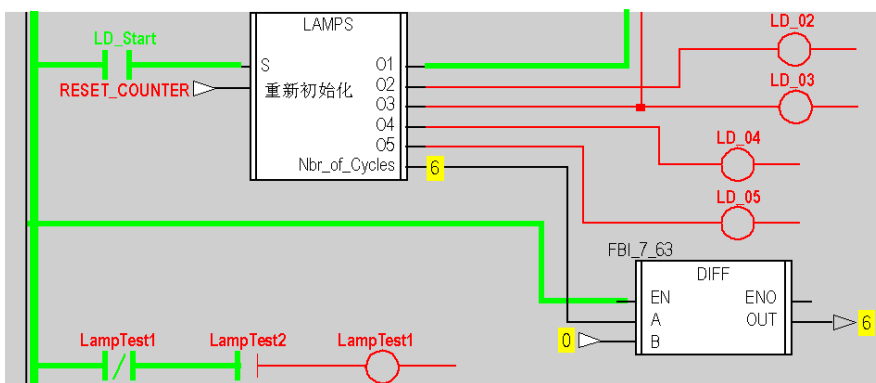 LAMPS
LD_Start
S
RESET_COUNTER
重新初始化
O1
O2
O3
O4
O5
Nbr_of_Cycles
6
LD_02
LD_03
LD_04
LD_05
FBI_7_63
DIFF
EN
ENO
A
OUT
6
0
B
LampTest1
LampTest2
LampTest1